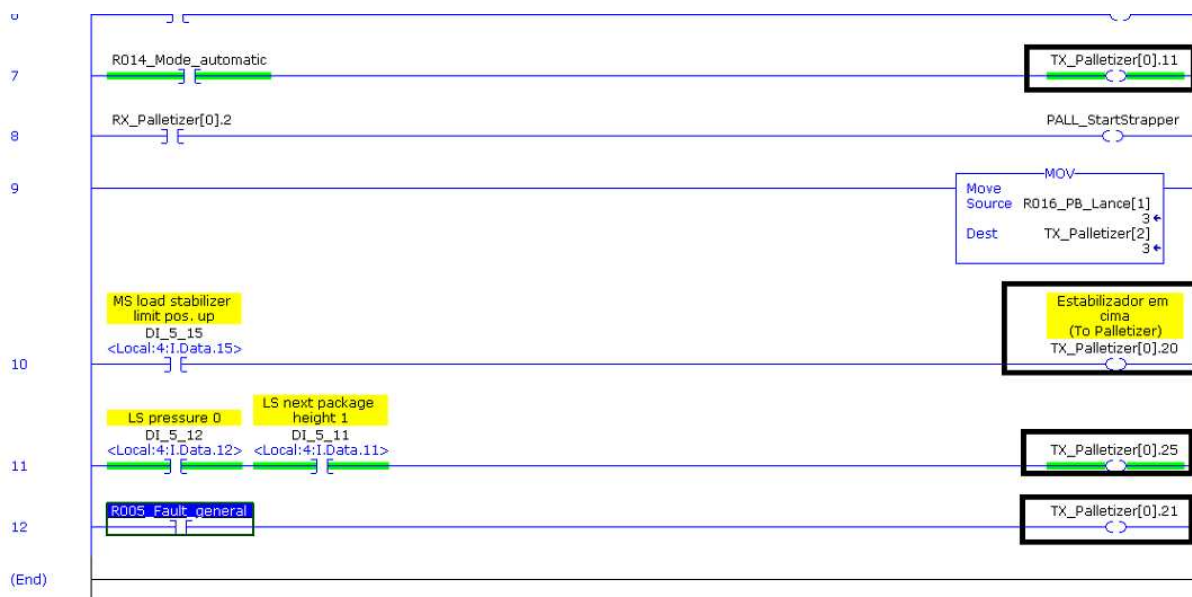 7
R014_Mode_automatic
TX_Palletizer[0].11
8
RX_Palletizer[0].2
PALL_StartStrapper
9
MOV
Move
Source R016_PB_Lance[1]
3
Dest TX_Palletizer[2]
3
10
MS load stabilizer
limit pos. up
DI_5_15
<Local:4:I.Data.15>
Estabilizador em
cima
(To Palletizer)
TX_Palletizer[0].20
11
LS pressure 0
DI_5_12
<Local:4:I.Data.12>
LS next package
height 1
DI_5_11
<Local:4:I.Data.11>
TX_Palletizer[0].25
12
R005_Fault_general
TX_Palletizer[0].21
(End)